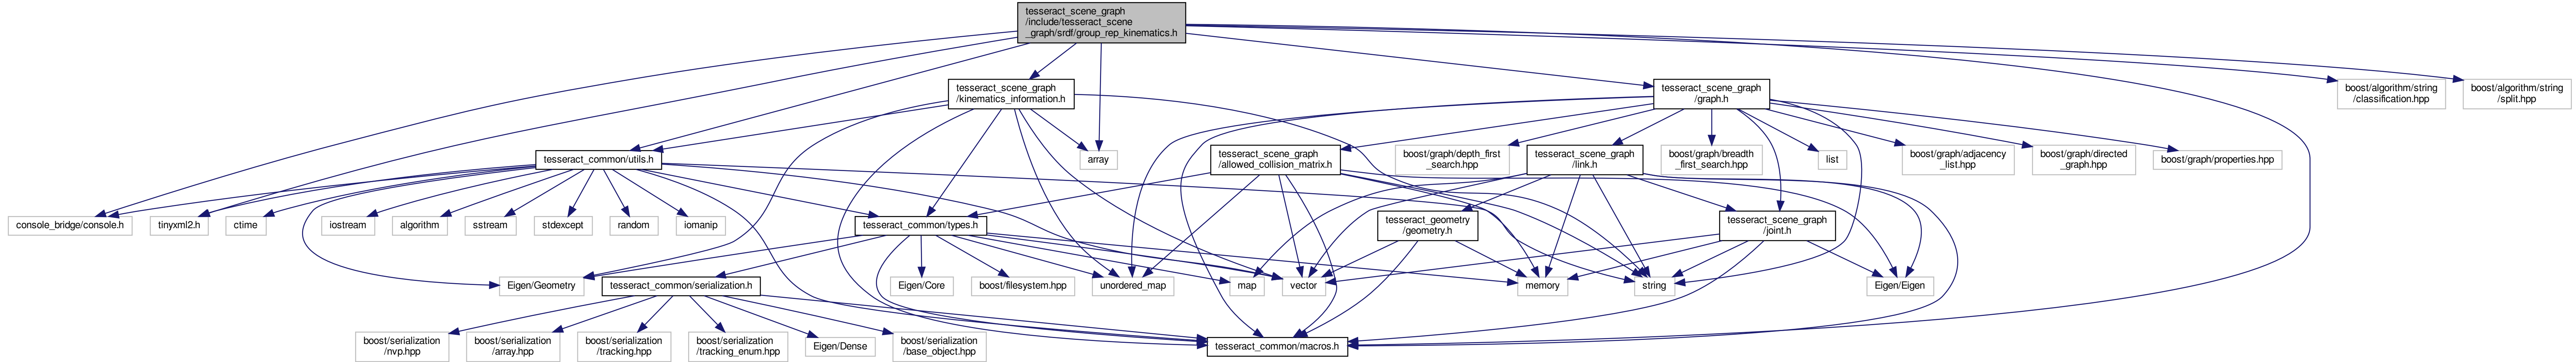 tesseract_scene_graph
/include/tesseract_scene
_graph/srdf/group_rep_kinematics.h
tesseract_scene_graph
/kinematics_information.h
tesseract_scene_graph
/graph.h
boost/algorithm/string
/classification.hpp
boost/algorithm/string
/split.hpp
tesseract_common/utils.h
array
tesseract_scene_graph
/allowed_collision_matrix.h
boost/graph/depth_first
_search.hpp
tesseract_scene_graph
/link.h
boost/graph/breadth
_first_search.hpp
list
boost/graph/adjacency
_list.hpp
boost/graph/directed
_graph.hpp
boost/graph/properties.hpp
console_bridge/console.h
tinyxml2.h
ctime
iostream
algorithm
sstream
stdexcept
random
iomanip
tesseract_common/types.h
tesseract_geometry
/geometry.h
tesseract_scene_graph
/joint.h
Eigen/Geometry
tesseract_common/serialization.h
Eigen/Core
boost/filesystem.hpp
unordered_map
map
vector
memory
string
Eigen/Eigen
boost/serialization
/nvp.hpp
boost/serialization
/array.hpp
boost/serialization
/tracking.hpp
boost/serialization
/tracking_enum.hpp
Eigen/Dense
boost/serialization
/base_object.hpp
tesseract_common/macros.h